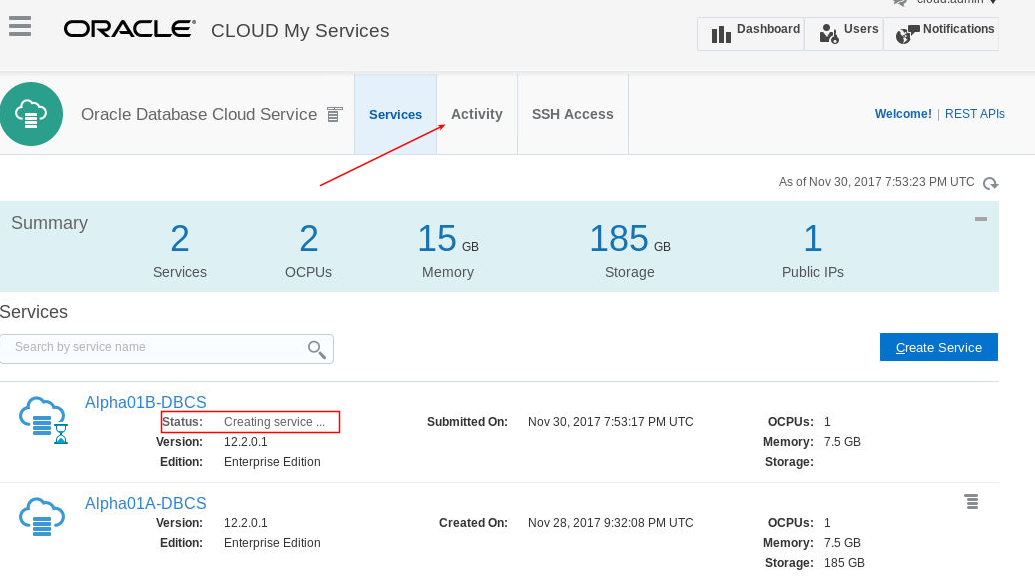 cloud.admin
ORACLE CLOUD My Services
Dashboard Users Notifications
Oracle Database Cloud Service Services Activity SSH Access Welcome! | REST APIs
As of Nov 30, 2017 7:53:23 PM UTC
Summary
2 2 15 GB 185 GB 1
Services OCPUs Memory Storage Public IPs
Services
Search by service name
Create Service
Alpha01B-DBCS
Status: Creating service ... Submitted On: Nov 30, 2017 7:53:17 PM UTC OCPUs: 1
Version: 12.2.0.1 Memory: 7.5 GB
Edition: Enterprise Edition Storage:
Alpha01A-DBCS
Version: 12.2.0.1 Created On: Nov 28, 2017 9:32:08 PM UTC OCPUs: 1
Edition: Enterprise Edition Memory: 7.5 GB
Storage: 185 GB